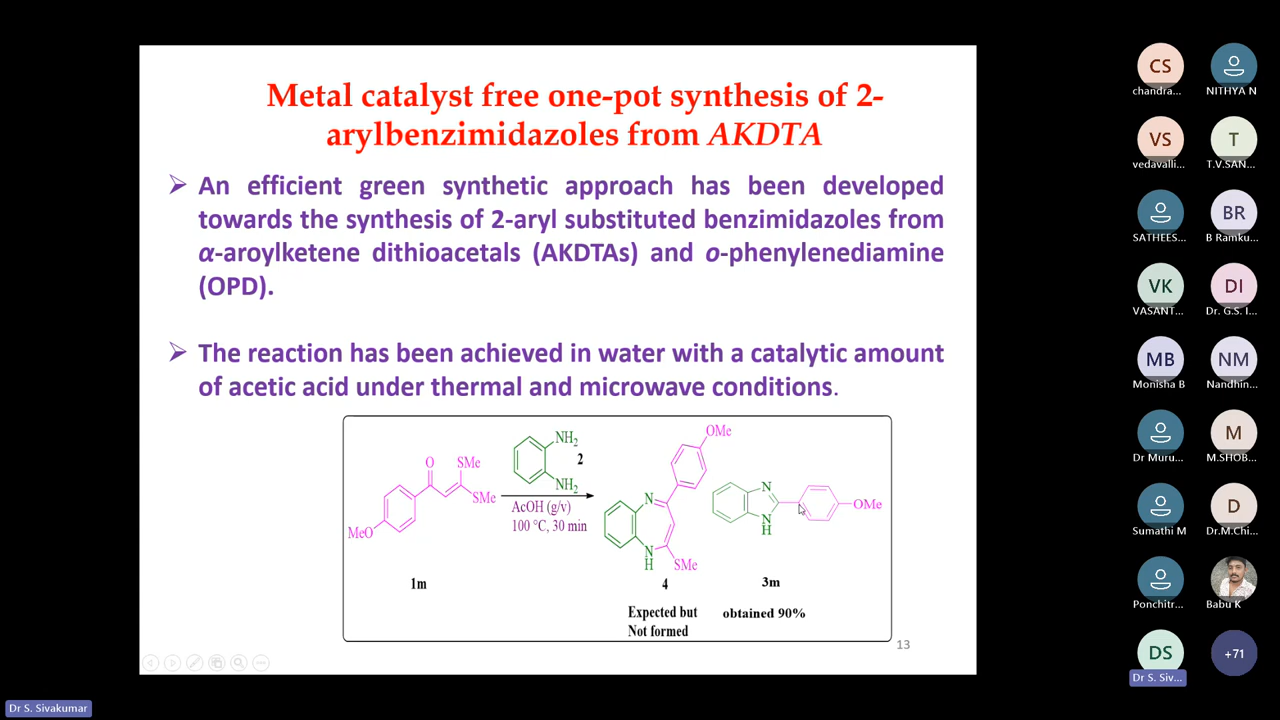 Metal catalyst free one-pot synthesis of 2-
arylbenzimidazoles from AKDTA
➢ An efficient green synthetic approach has been developed
towards the synthesis of 2-aryl substituted benzimidazoles from
α-aroylketene dithioacetals (AKDTAs) and o-phenylenediamine
(OPD).
➢ The reaction has been achieved in water with a catalytic amount
of acetic acid under thermal and microwave conditions.
O
SMe
SMe
MeO
1m
NH2
2
NH2
AcOH (g/v)
100 °C, 30 min
OMe
N
N
H
SMe
4
Expected but
Not formed
N
N
H
OMe
3m
obtained 90%
13
CS
chandra...
NITHYA N
VS
vedavalli...
T
T.V.SAN...
SATHEES...
BR
B Ramku...
VK
VASANT...
DI
Dr. G.S. I...
MB
Monisha B
NM
Nandhin...
Dr Muru...
M
M.SHOB...
Sumathi M
D
Dr.M.Chi...
Ponchitr...
Babu K
DS
Dr S. Siv...
+71
Dr S. Sivakumar